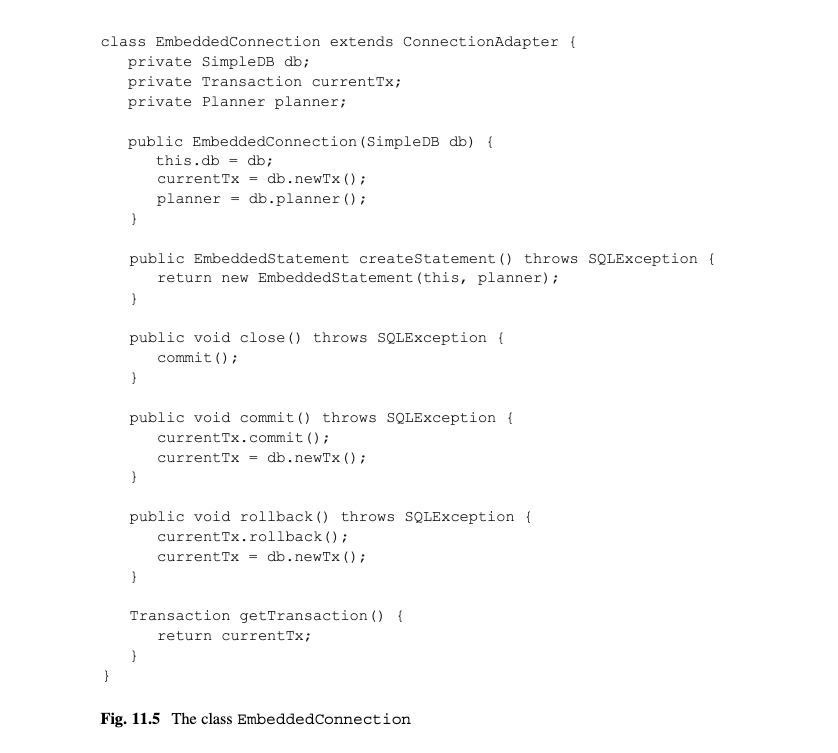 class EmbeddedConnection extends ConnectionAdapter {
   private SimpleDB db;
   private Transaction currentTx;
   private Planner planner;

   public EmbeddedConnection(SimpleDB db) {
      this.db = db;
      currentTx = db.newTx();
      planner = db.planner();
   }

   public EmbeddedStatement createStatement() throws SQLException {
      return new EmbeddedStatement(this, planner);
   }

   public void close() throws SQLException {
      commit();
   }

   public void commit() throws SQLException {
      currentTx.commit();
      currentTx = db.newTx();
   }

   public void rollback() throws SQLException {
      currentTx.rollback();
      currentTx = db.newTx();
   }

   Transaction getTransaction() {
      return currentTx;
   }
}
Fig. 11.5 The class EmbeddedConnection